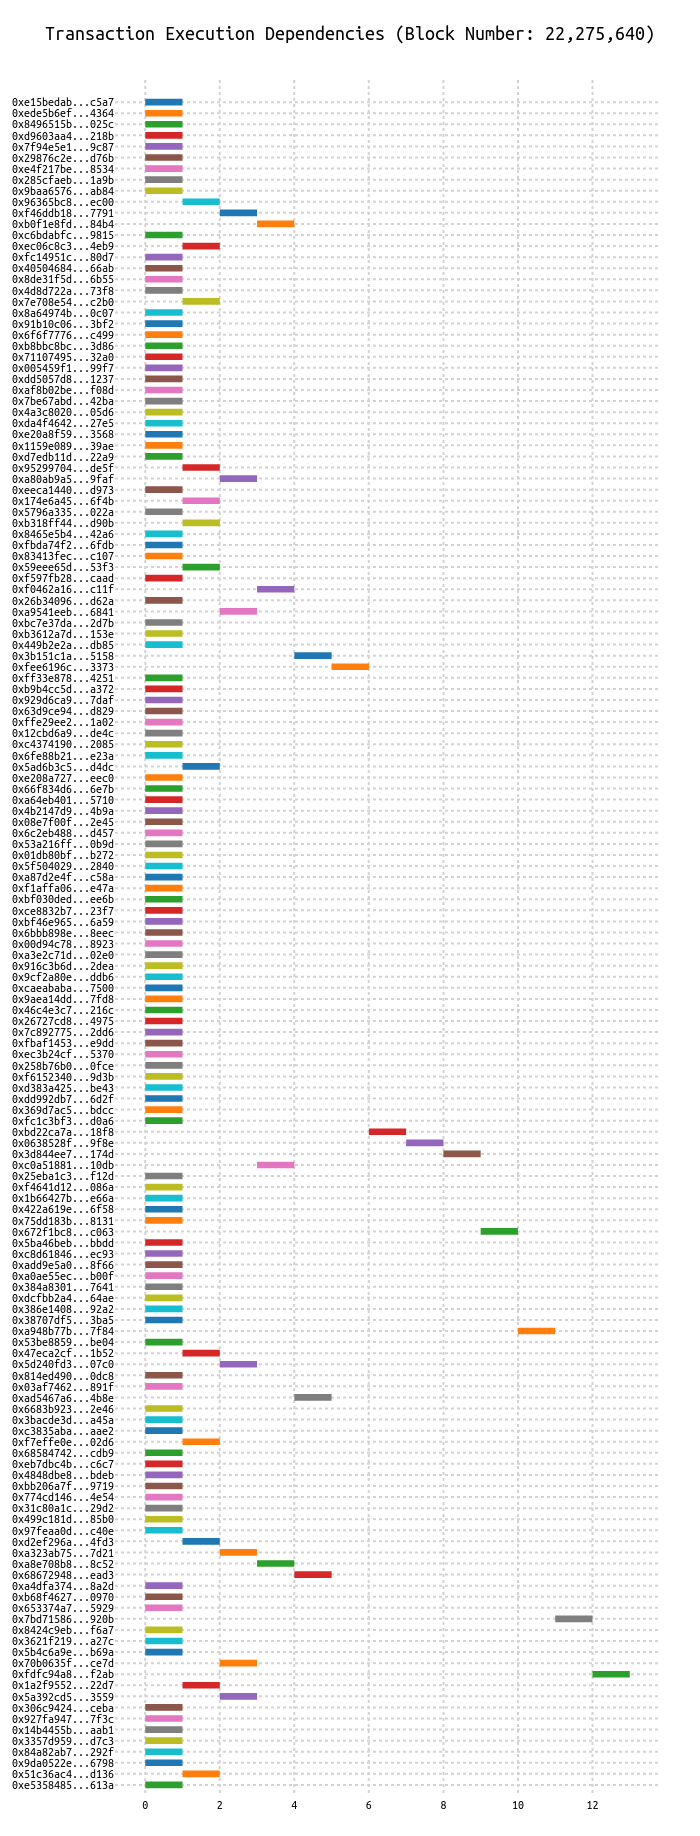 Transaction Execution Dependencies (Block Number: 22,275,640)
0xe15bedab...c5a7
0xede5b6ef...4364
0x8496515b...025c
0xd9603aa4...218b
0x7f94e5e1...9c87
0x29876c2e...d76b
0xe4f217be...8534
0x285cfaeb...1a9b
0x9baa6576...ab84
0x96365bc8...ec00
0xf46ddb18...7791
0xb0f1e8fd...84b4
0xc6bdabfc...9815
0xec06c8c3...4eb9
0xfc14951c...80d7
0x40504684...66ab
0x8de31f5d...6b55
0x4d8d722a...73f8
0x7e708e54...c2b0
0x8a64974b...0c07
0x91b10c06...3bf2
0x6f6f7776...c499
0xb8bbc8bc...3d86
0x71107495...32a0
0x005459f1...99f7
0xdd5057d8...1237
0xaf8b02be...f08d
0x7be67abd...42ba
0x4a3c8020...05d6
0xda4f4642...27e5
0xe20a8f59...3568
0x1159e089...39ae
0xd7edb11d...22a9
0x95299704...de5f
0xa80ab9a5...9faf
0xeeca1440...d973
0x174e6a45...6f4b
0x5796a335...022a
0xb318ff44...d90b
0x8465e5b4...42a6
0xfbda74f2...6fdb
0x83413fec...c107
0x59eee65d...53f3
0xf597fb28...caad
0xf0462a16...c11f
0x26b34096...d62a
0xa9541eeb...6841
0xbc7e37da...2d7b
0xb3612a7d...153e
0x449b2e2a...db85
0x3b151c1a...5158
0xfee6196c...3373
0xff33e878...4251
0xb9b4cc5d...a372
0x929d6ca9...7daf
0x63d9ce94...d829
0xffe29ee2...1a02
0x12cbd6a9...de4c
0xc4374190...2085
0x6fe88b21...e23a
0x5ad6b3c5...d4dc
0xe208a727...eec0
0x66f834d6...6e7b
0xa64eb401...5710
0x4b2147d9...4b9a
0x08e7f00f...2e45
0x6c2eb488...d457
0x53a216ff...0b9d
0x01db80bf...b272
0x5f504029...2840
0xa87d2e4f...c58a
0xf1affa06...e47a
0xbf030ded...ee6b
0xce8832b7...23f7
0xbf46e965...6a59
0x6bbb898e...8eec
0x00d94c78...8923
0xa3e2c71d...02e0
0x916c3b6d...2dea
0x9cf2a80e...ddb6
0xcaeababa...7500
0x9aea14dd...7fd8
0x46c4e3c7...216c
0x26727cd8...4975
0x7c892775...2dd6
0xfbaf1453...e9dd
0xec3b24cf...5370
0x258b76b0...0fce
0xf6152340...9d3b
0xd383a425...be43
0xdd992db7...6d2f
0x369d7ac5...bdcc
0xfc1c3bf3...d0a6
0xbd22ca7a...18f8
0x0638528f...9f8e
0x3d844ee7...174d
0xc0a51881...10db
0x25eba1c3...f12d
0xf4641d12...086a
0x1b66427b...e66a
0x422a619e...6f58
0x75dd183b...8131
0x672f1bc8...c063
0x5ba46beb...bbdd
0xc8d61846...ec93
0xadd9e5a0...8f66
0xa0ae55ec...b00f
0x384a8301...7641
0xdcfbb2a4...64ae
0x386e1408...92a2
0x38707df5...3ba5
0xa948b77b...7f84
0x53be8859...be04
0x47eca2cf...1b52
0x5d240fd3...07c0
0x814ed490...0dc8
0x03af7462...891f
0xad5467a6...4b8e
0x6683b923...2e46
0x3bacde3d...a45a
0xc3835aba...aae2
0xf7effe0e...02d6
0x68584742...cdb9
0xeb7dbc4b...c6c7
0x4848dbe8...bdeb
0xbb206a7f...9719
0x774cd146...4e54
0x31c80a1c...29d2
0x499c181d...85b0
0x97feaa0d...c40e
0xd2ef296a...4fd3
0xa323ab75...7d21
0xa8e708b8...8c52
0x68672948...ead3
0xa4dfa374...8a2d
0xb68f4627...0970
0x653374a7...5929
0x7bd71586...920b
0x8424c9eb...f6a7
0x3621f219...a27c
0x5b4c6a9e...b69a
0x70b0635f...ce7d
0xfdfc94a8...f2ab
0x1a2f9552...22d7
0x5a392cd5...3559
0x306c9424...ceba
0x927fa947...7f3c
0x14b4455b...aab1
0x3357d959...d7c3
0x84a82ab7...292f
0x9da0522e...6798
0x51c36ac4...d136
0xe5358485...613a
0 2 4 6 8 10 12